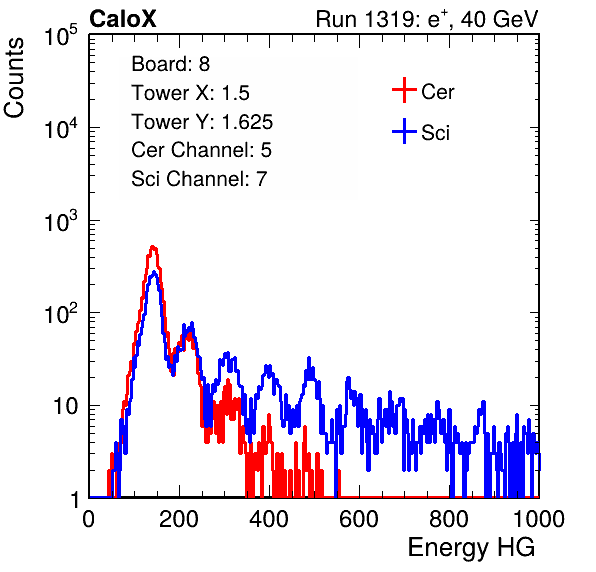 CaloX Run 1319: e⁺, 40 GeV
Counts
10⁵
10⁴
10³
10²
10
1
Board: 8
Tower X: 1.5
Tower Y: 1.625
Cer Channel: 5
Sci Channel: 7
Cer
Sci
0 200 400 600 800 1000
Energy HG